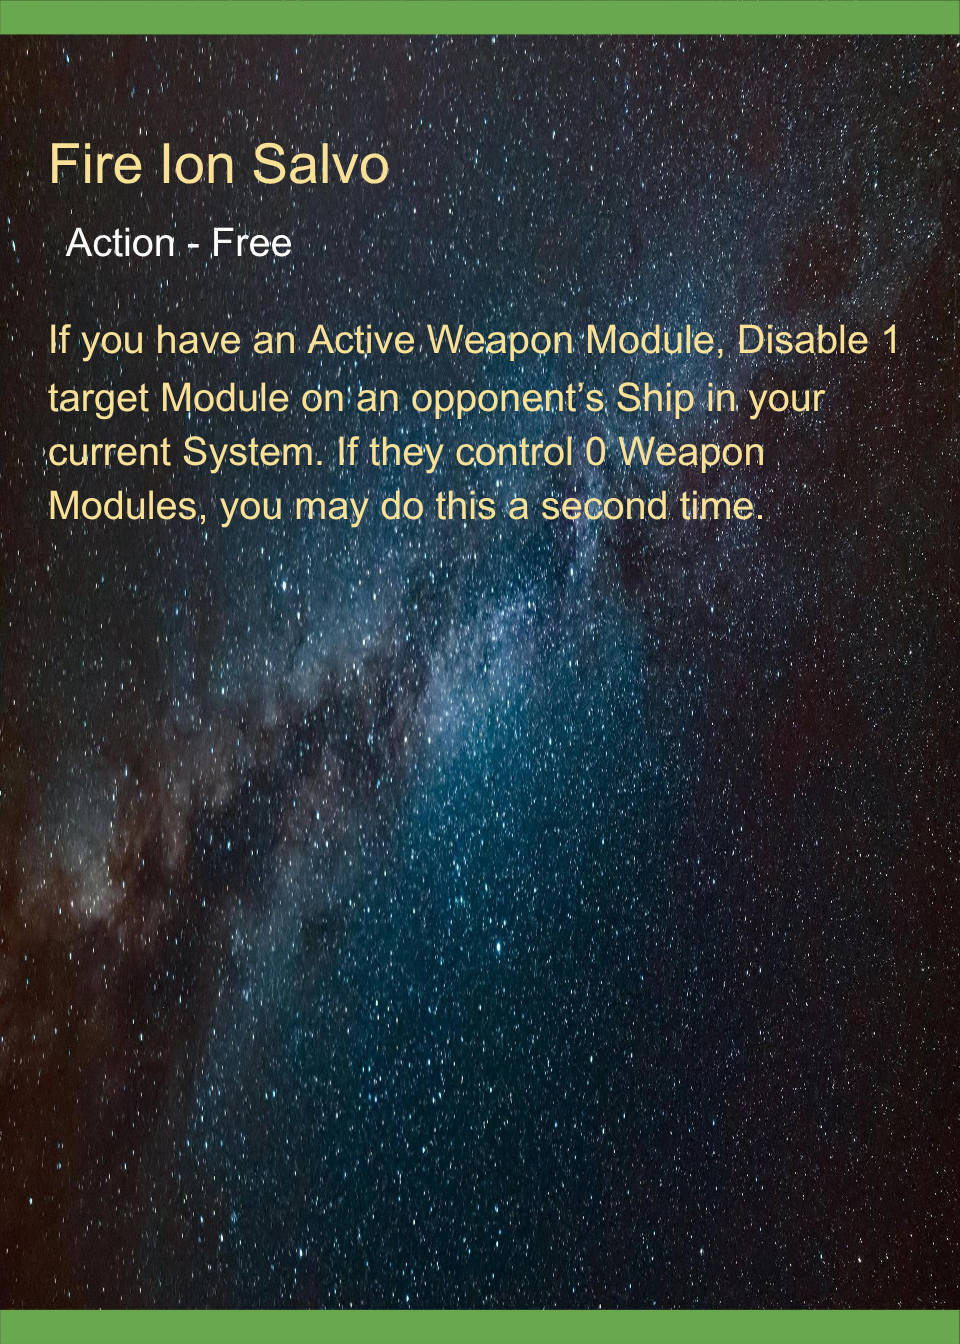 Fire Ion Salvo
Action - Free
If you have an Active Weapon Module, Disable 1
target Module on an opponent’s Ship in your
current System. If they control 0 Weapon
Modules, you may do this a second time.